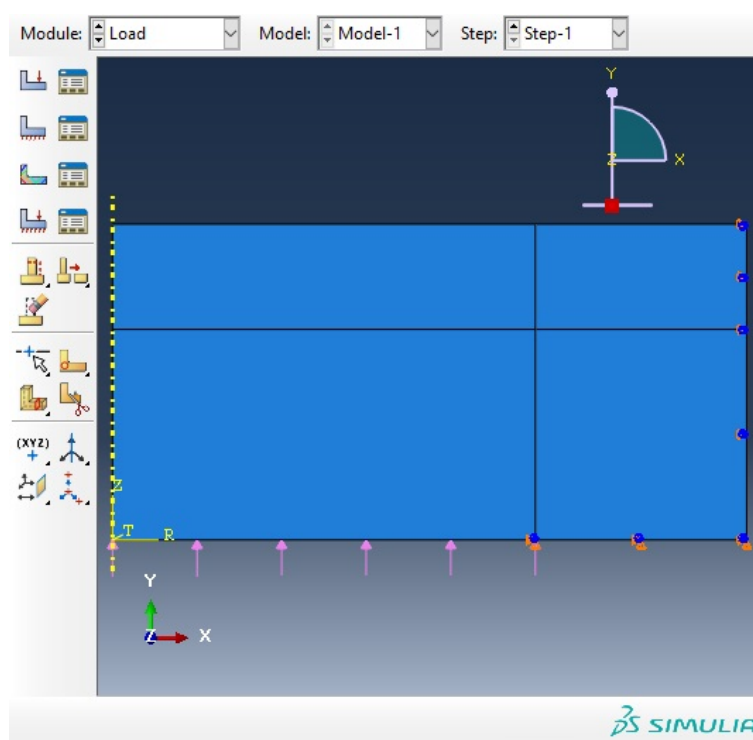 Module: Load Model: Model-1 Step: Step-1
Y
Z X
(XYZ)
Z
T R
Y
Z X
SIMULIA